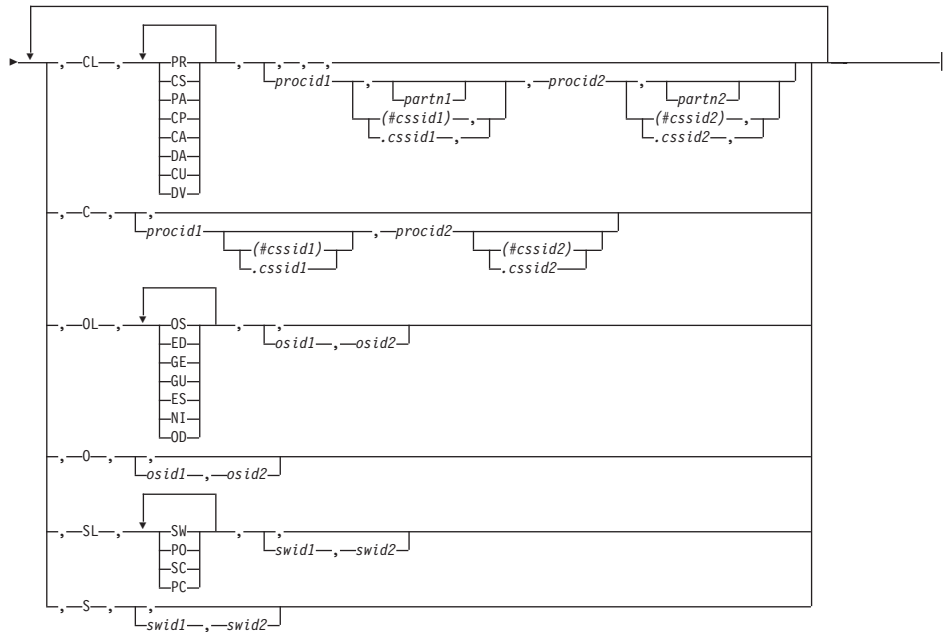 , CL , PR , , , ,
CS procid1 , , procid2 ,
PA partn1 partn2
CP (#cssid1) , (#cssid2) ,
CA .cssid1 , .cssid2 ,
DA
CU
DV
, C , ,
procid1 , procid2
(#cssid1) (#cssid2)
.cssid1 .cssid2
, OL , OS , ,
ED osid1 , osid2
GE
GU
ES
NI
OD
, O , ,
osid1 , osid2
, SL , SW , ,
PO swid1 , swid2
SC
PC
, S , ,
swid1 , swid2